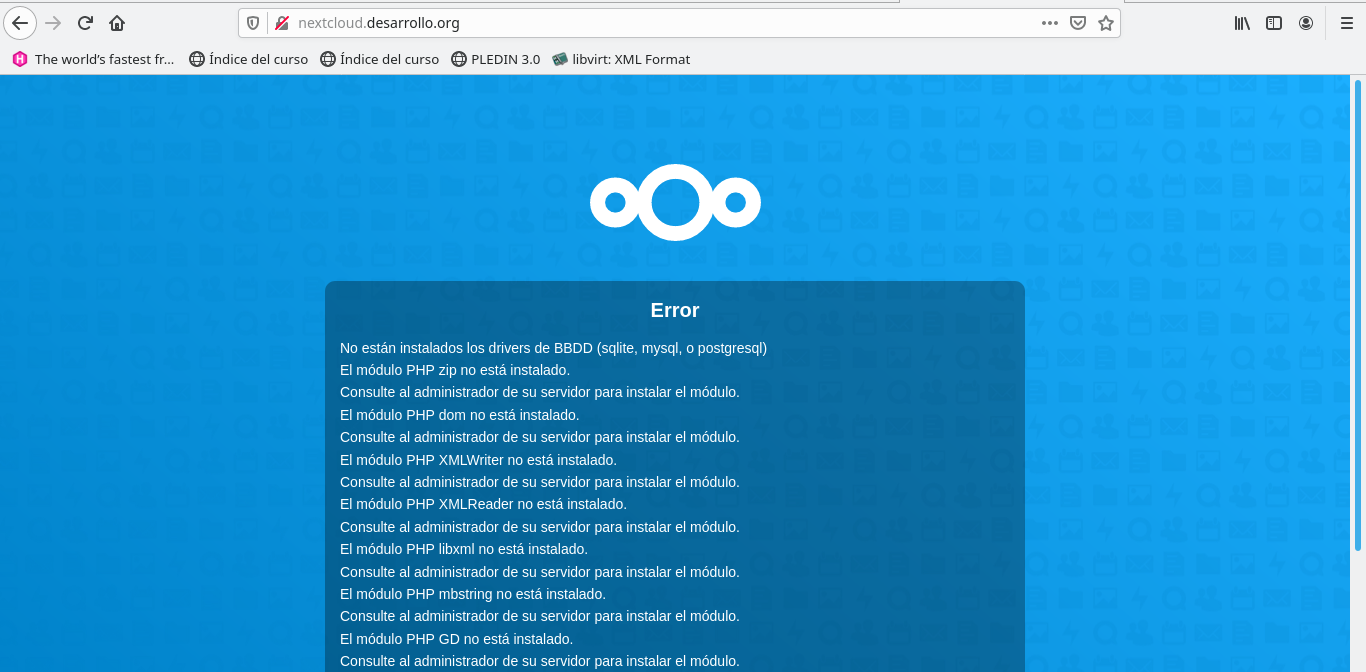 nextcloud.desarrollo.org
The world's fastest fr...
Índice del curso
Índice del curso
PLEDIN 3.0
libvirt: XML Format
Error
No están instalados los drivers de BBDD (sqlite, mysql, o postgresql)
El módulo PHP zip no está instalado.
Consulte al administrador de su servidor para instalar el módulo.
El módulo PHP dom no está instalado.
Consulte al administrador de su servidor para instalar el módulo.
El módulo PHP XMLWriter no está instalado.
Consulte al administrador de su servidor para instalar el módulo.
El módulo PHP XMLReader no está instalado.
Consulte al administrador de su servidor para instalar el módulo.
El módulo PHP libxml no está instalado.
Consulte al administrador de su servidor para instalar el módulo.
El módulo PHP mbstring no está instalado.
Consulte al administrador de su servidor para instalar el módulo.
El módulo PHP GD no está instalado.
Consulte al administrador de su servidor para instalar el módulo.